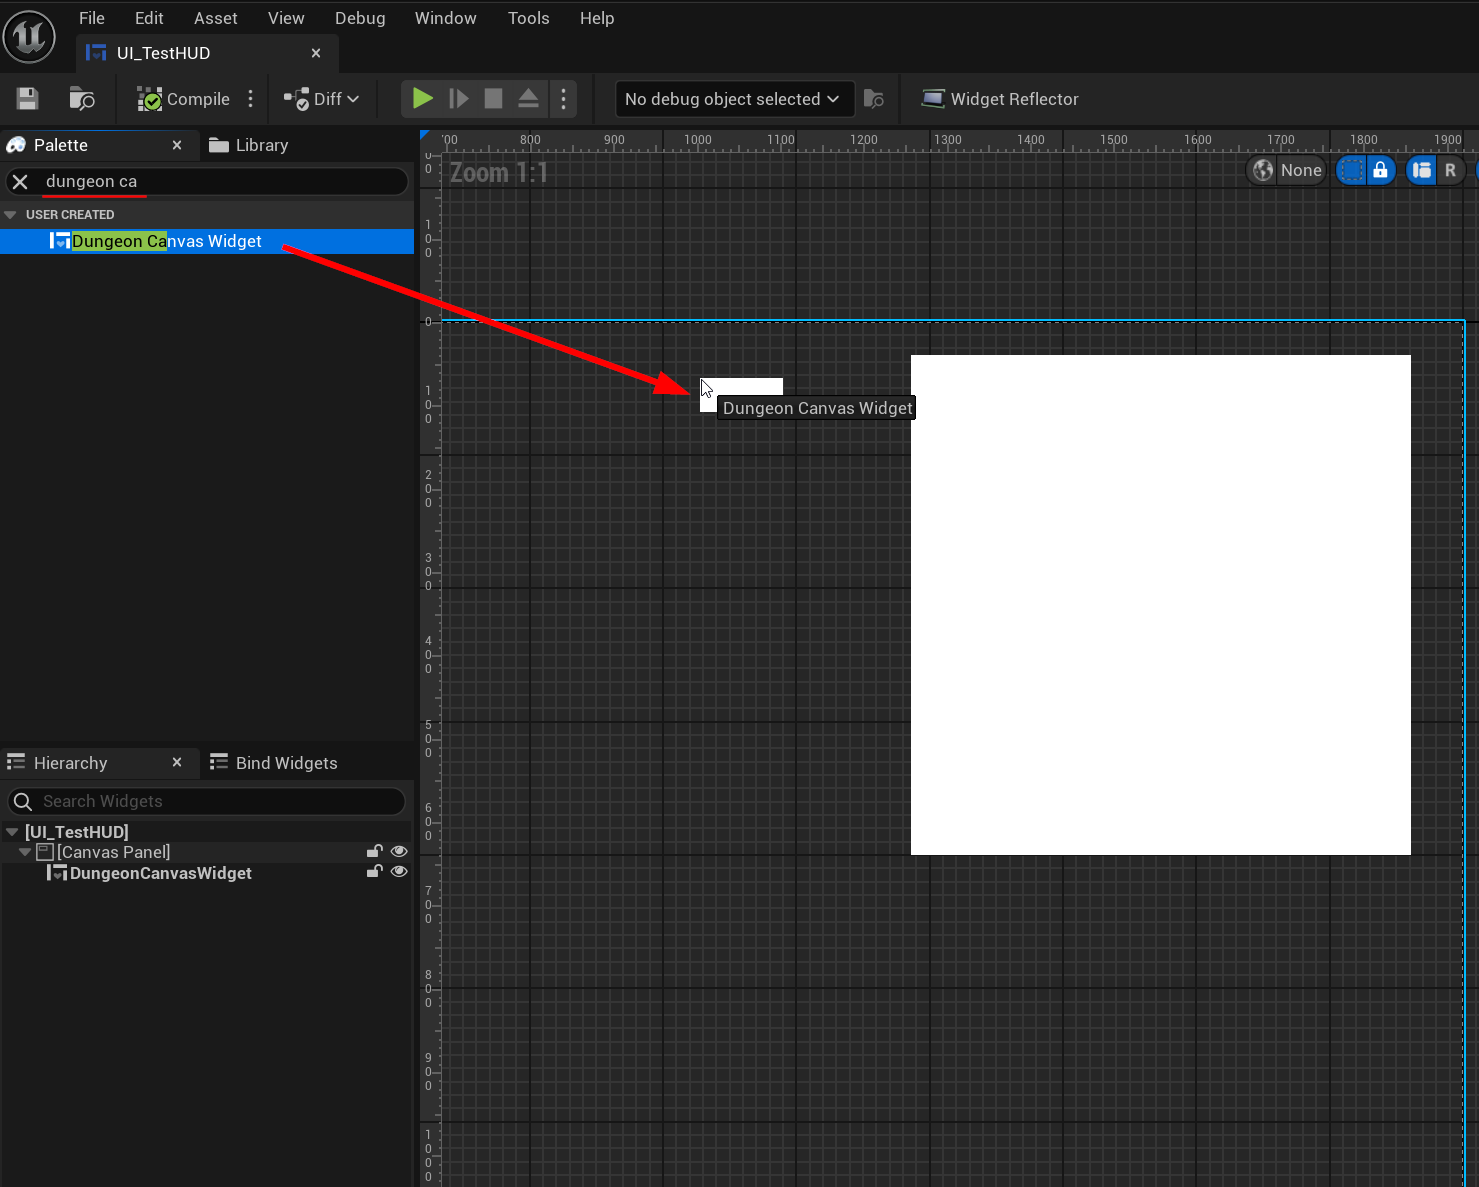 File Edit Asset View Debug Window Tools Help
UI_TestHUD
Compile Diff No debug object selected Widget Reflector
Palette Library
dungeon ca
USER CREATED
Dungeon Canvas Widget
'00 800 900 1000 1100 1200 1300 1400 1500 1600 1700 1800 1900
Zoom 1:1
None R
0
0
100
0
100
200
300
400
500
600
700
800
900
1000
Dungeon Canvas Widget
Hierarchy Bind Widgets
Search Widgets
[UI_TestHUD]
[Canvas Panel]
DungeonCanvasWidget